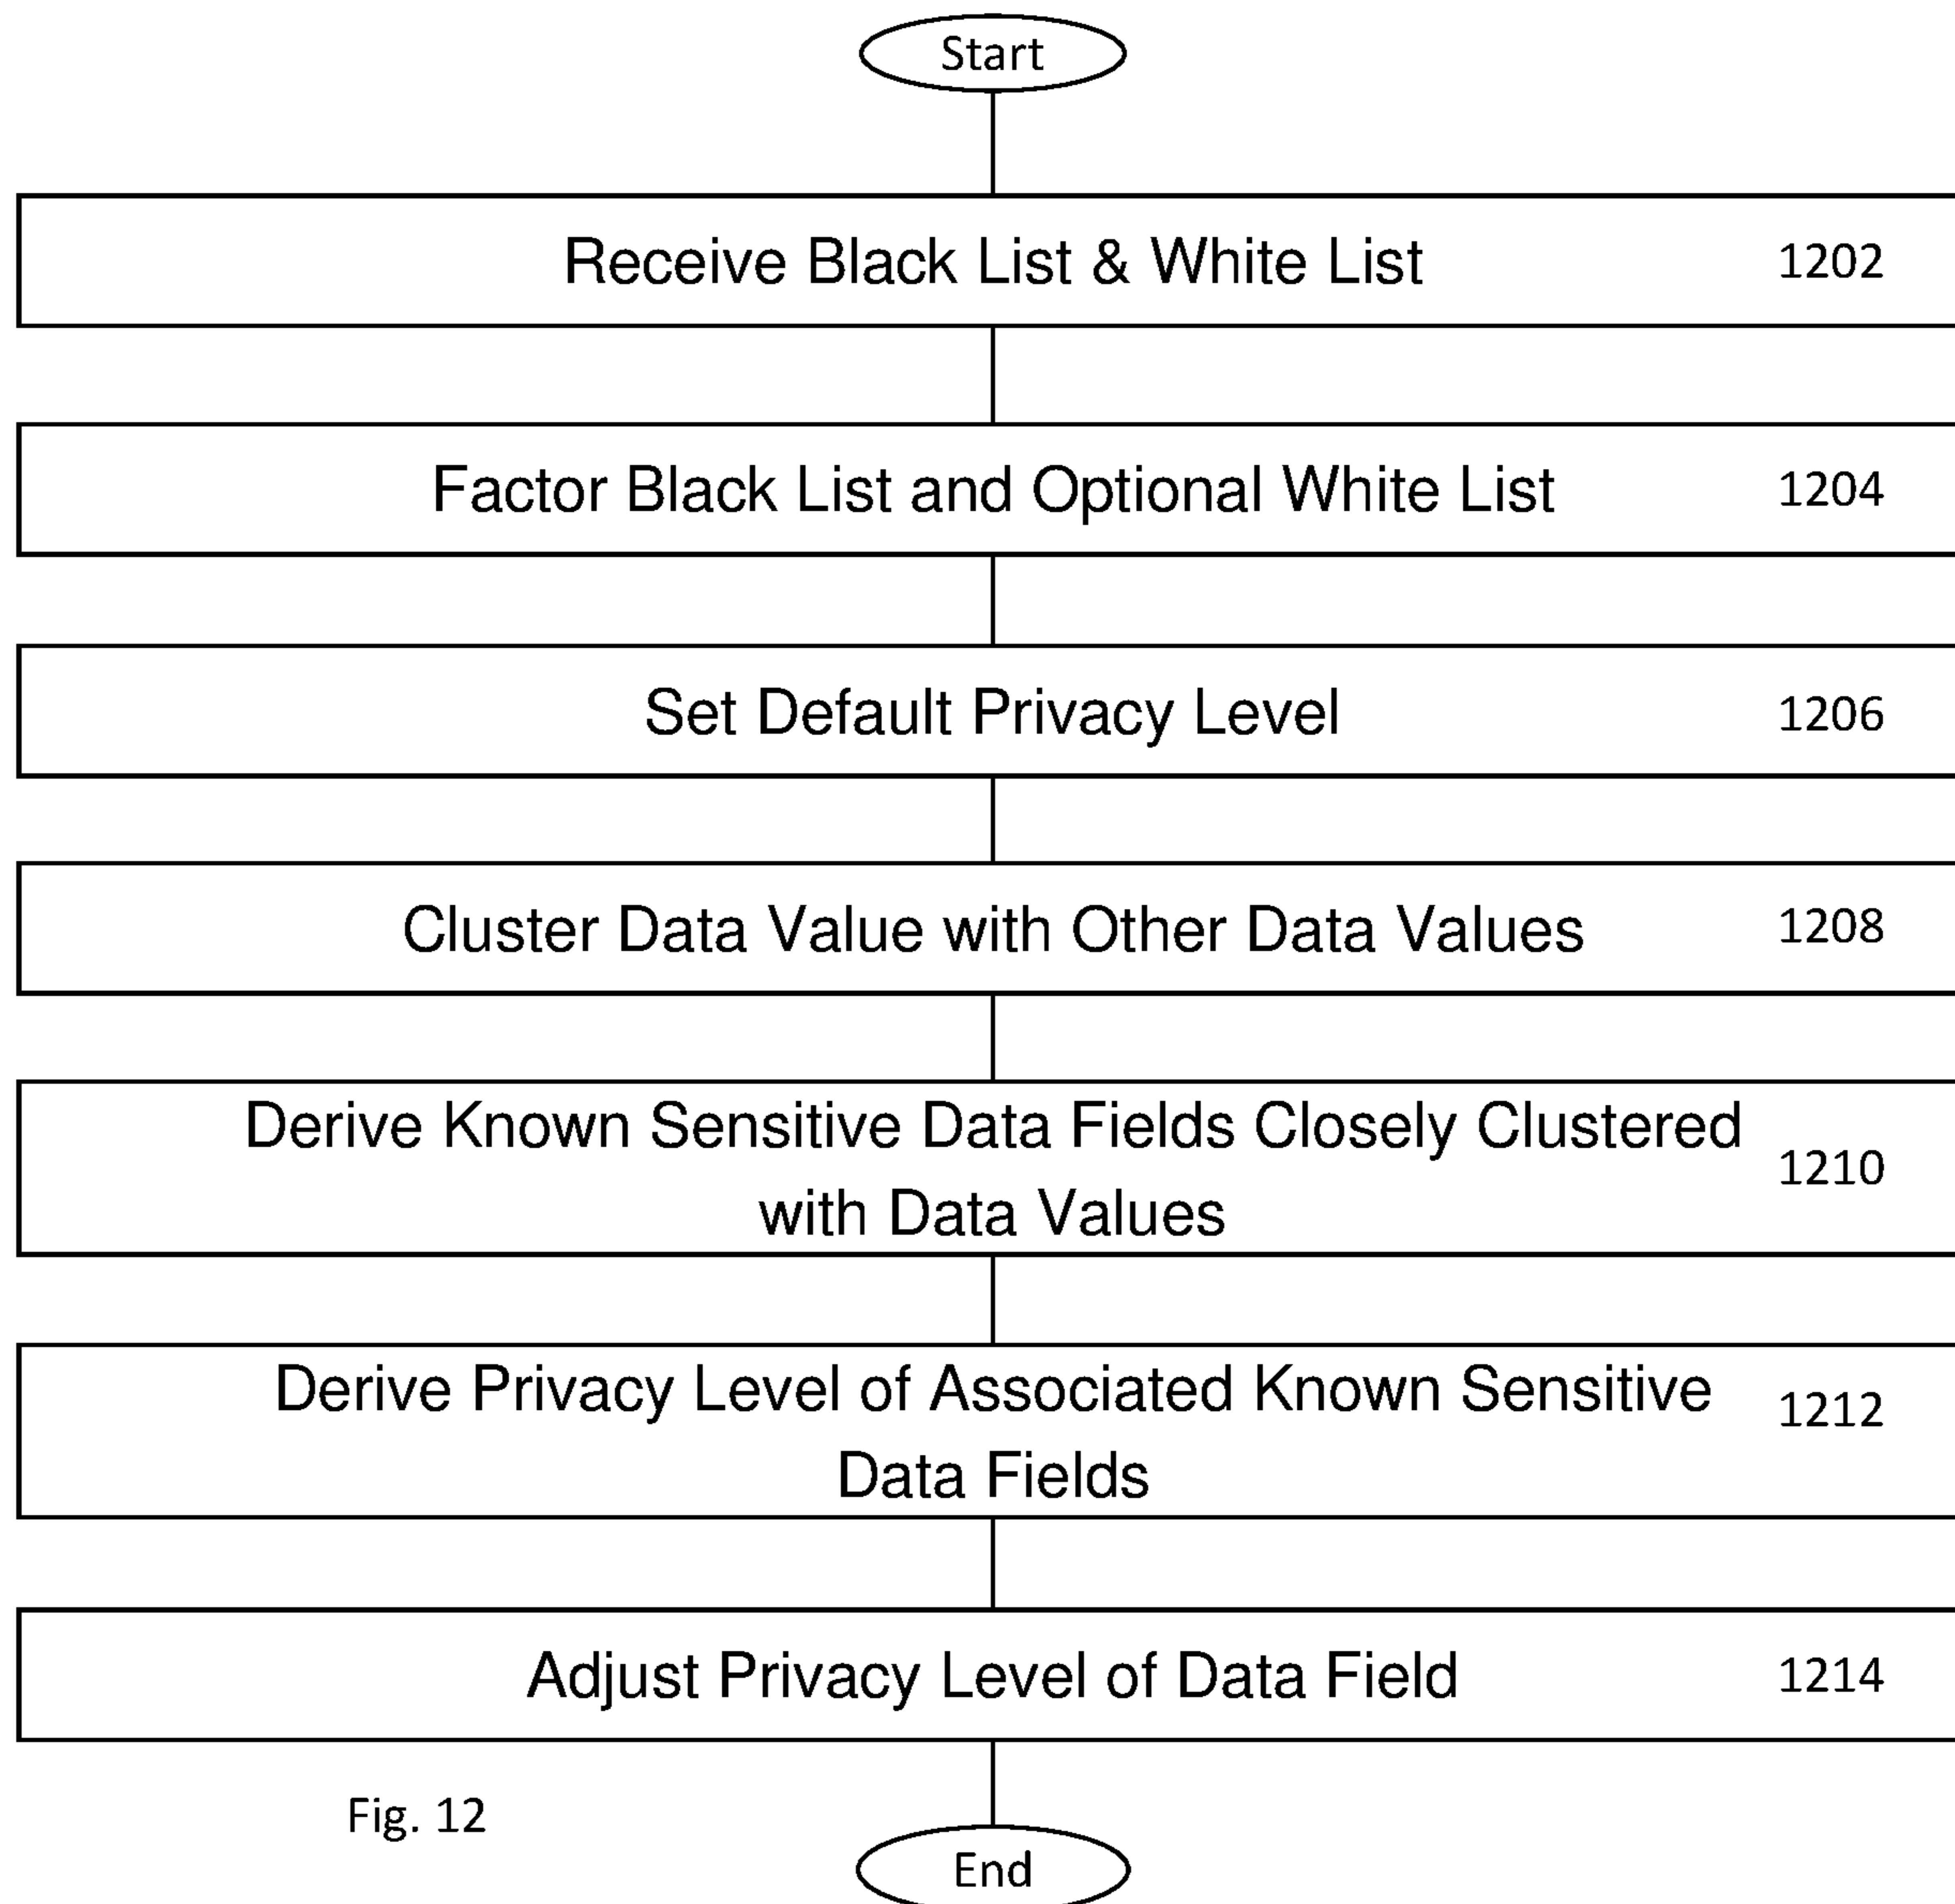 Start
Receive Black List & White List 1202
Factor Black List and Optional White List 1204
Set Default Privacy Level 1206
Cluster Data Value with Other Data Values 1208
Derive Known Sensitive Data Fields Closely Clustered
with Data Values
1210
Derive Privacy Level of Associated Known Sensitive
Data Fields
1212
Adjust Privacy Level of Data Field 1214
Fig. 12
End